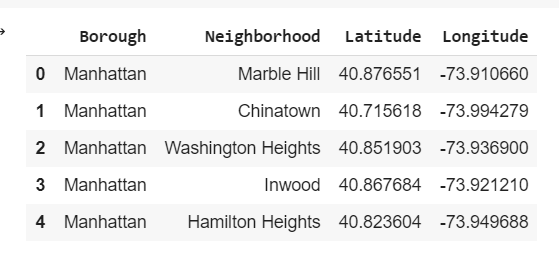 Borough Neighborhood Latitude Longitude
0 Manhattan Marble Hill 40.876551 -73.910660
1 Manhattan Chinatown 40.715618 -73.994279
2 Manhattan Washington Heights 40.851903 -73.936900
3 Manhattan Inwood 40.867684 -73.921210
4 Manhattan Hamilton Heights 40.823604 -73.949688